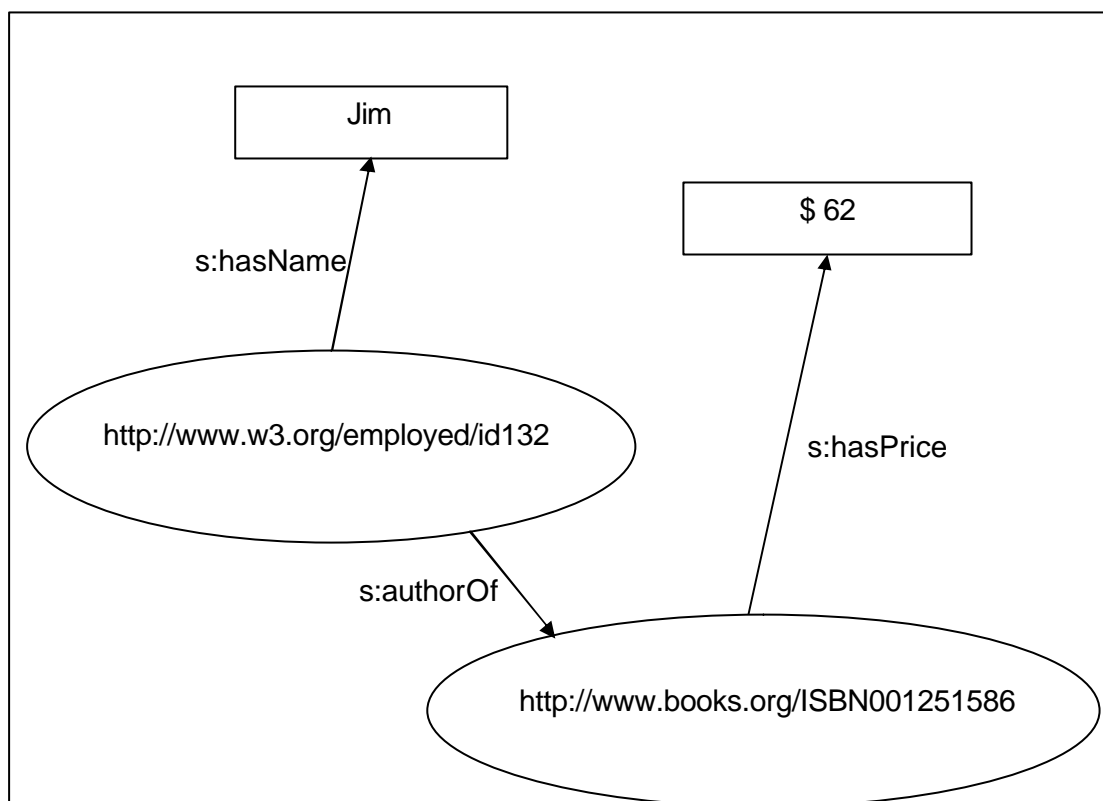 Jim
$ 62
s:hasName
http://www.w3.org/employed/id132
s:hasPrice
s:authorOf
http://www.books.org/ISBN001251586